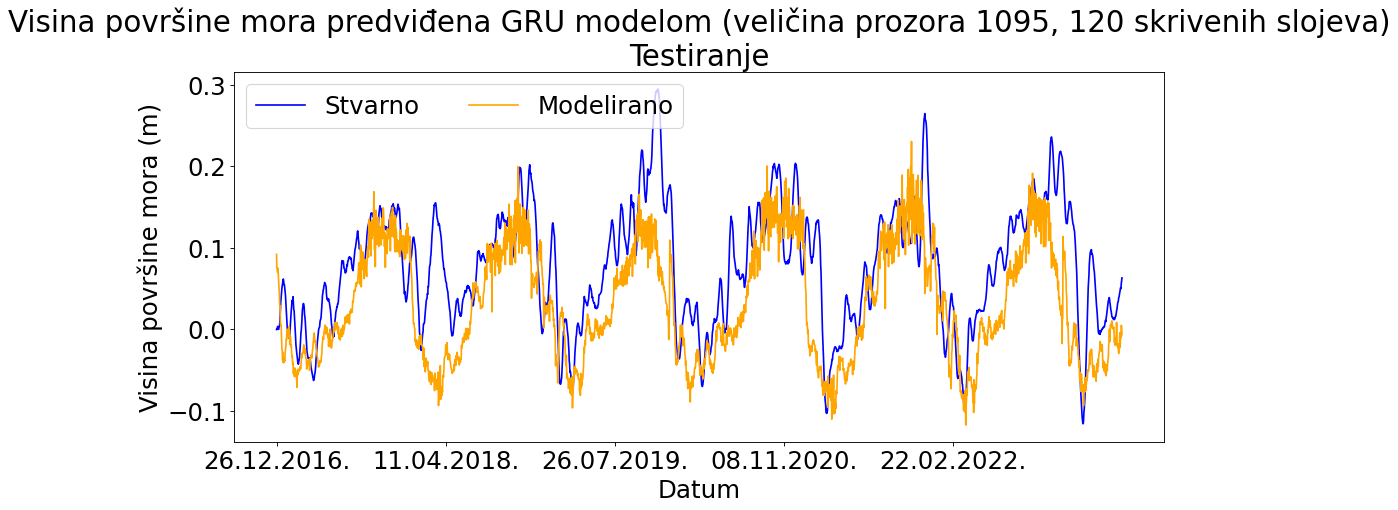 Visina površine mora predviđena GRU modelom (veličina prozora 1095, 120 skrivenih slojeva)
Testiranje
Stvarno
Modelirano
Visina površine mora (m)
0.3
0.2
0.1
0.0
−0.1
26.12.2016.
11.04.2018.
26.07.2019.
08.11.2020.
22.02.2022.
Datum